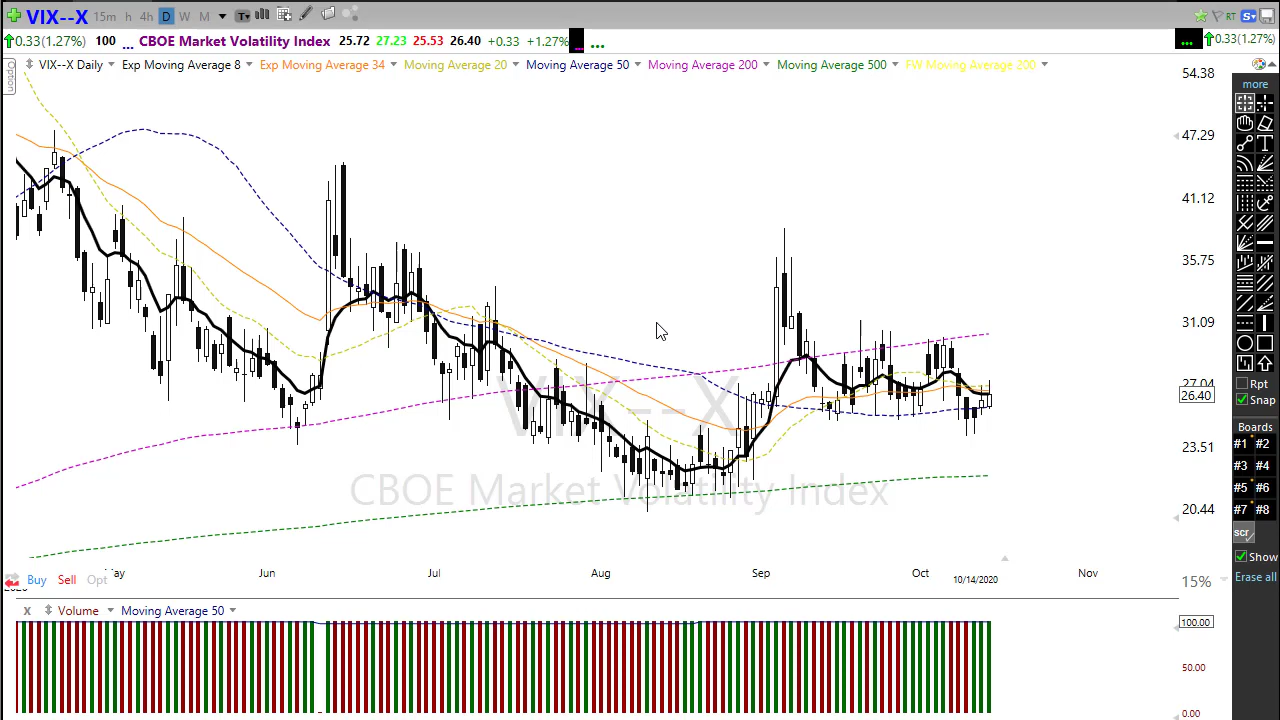 VIX--X 15m h 4h D W M T RT S
0.33(1.27%) 100 ... CBOE Market Volatility Index 25.72 27.23 25.53 26.40 +0.33 +1.27% ... ... 0.33(1.27%)
Option
VIX--X Daily Exp Moving Average 8 Exp Moving Average 34 Moving Average 20 Moving Average 50 Moving Average 200 Moving Average 500 FW Moving Average 200
54.38
47.29
41.12
35.75
31.09
27.04
26.40
23.51
20.44
VIX--X
CBOE Market Volatility Index
May Jun Jul Aug Sep Oct Nov
10/14/2020
15%
Buy Sell Opt
X Volume Moving Average 50
100.00
50.00
0.00
more
Rpt
Snap
Boards
#1 #2
#3 #4
#5 #6
#7 #8
scr
Show
Erase all